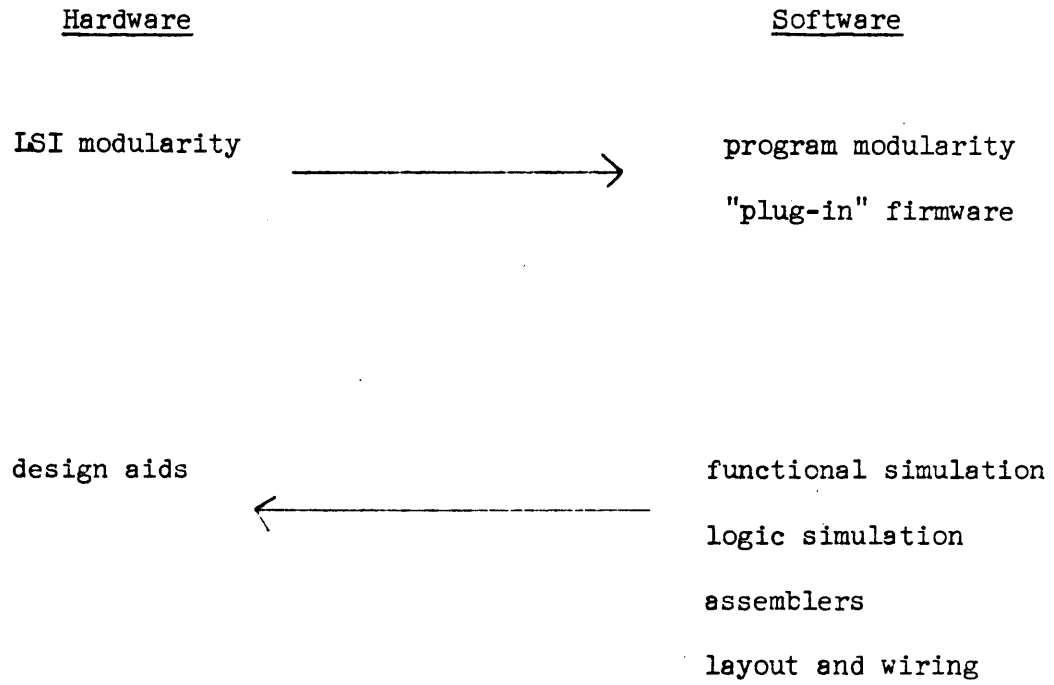 Hardware Software
LSI modularity program modularity
"plug-in" firmware
design aids functional simulation
logic simulation
assemblers
layout and wiring